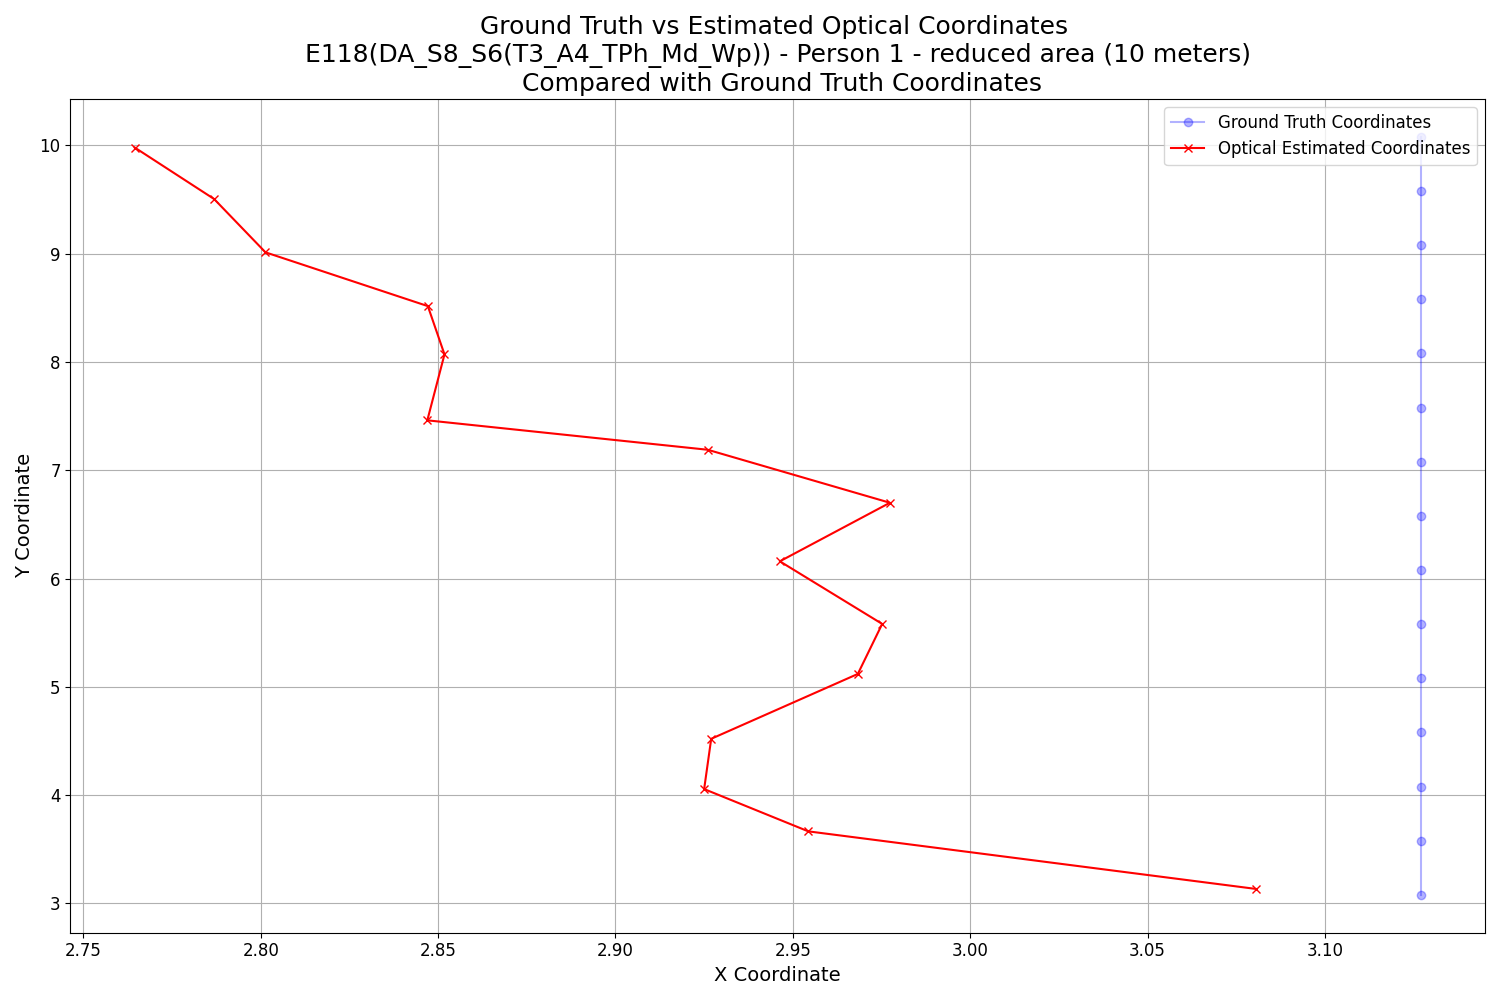 Ground Truth vs Estimated Optical Coordinates
E118(DA_S8_S6(T3_A4_TPh_Md_Wp)) - Person 1 - reduced area (10 meters)
Compared with Ground Truth Coordinates
Ground Truth Coordinates
Optical Estimated Coordinates
Y Coordinate
10
9
8
7
6
5
4
3
2.75 2.80 2.85 2.90 2.95 3.00 3.05 3.10
X Coordinate